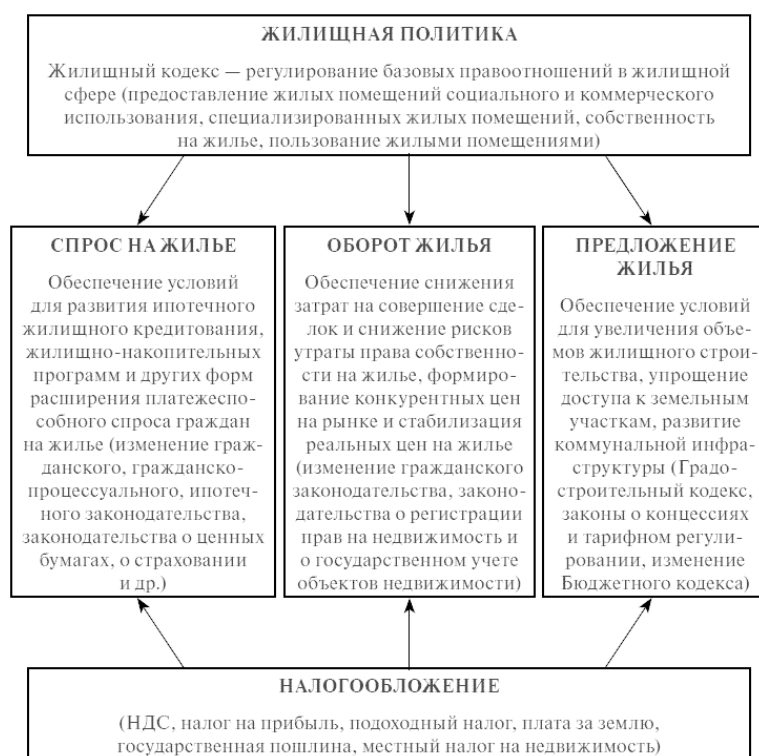 ЖИЛИЩНАЯ ПОЛИТИКА
Жилищный кодекс — регулирование базовых правоотношений в жилищной
сфере (предоставление жилых помещений социального и коммерческого
использования, специализированных жилых помещений, собственность
на жилье, пользование жилыми помещениями)
СПРОС НА ЖИЛЬЕ
Обеспечение условий
для развития ипотечного
жилищного кредитования,
жилищно-накопительных
программ и других форм
расширения платежеспо-
собного спроса граждан
на жилье (изменение граж-
данского, гражданско-
процессуального, ипотеч-
ного законодательства,
законодательства о ценных
бумагах, о страховании
и др.)
ОБОРОТ ЖИЛЬЯ
Обеспечение снижения
затрат на совершение сде-
лок и снижение рисков
утраты права собственно-
сти на жилье, формиро-
вание конкурентных цен
на рынке и стабилизация
реальных цен на жилье
(изменение гражданского
законодательства, законо-
дательства о регистрации
прав на недвижимость и
о государственном учете
объектов недвижимости)
ПРЕДЛОЖЕНИЕ
ЖИЛЬЯ
Обеспечение условий
для увеличения объе-
мов жилищного строи-
тельства, упрощение
доступа к земельным
участкам, развитие
коммунальной инфра-
структуры (Градо-
строительный кодекс,
законы о концессиях
и тарифном регули-
ровании, изменение
Бюджетного кодекса)
НАЛОГООБЛОЖЕНИЕ
(НДС, налог на прибыль, подоходный налог, плата за землю,
государственная пошлина, местный налог на недвижимость)